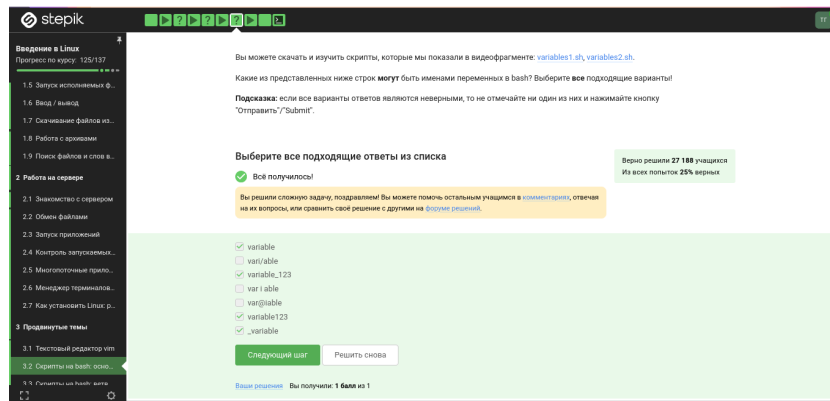 stepik
ТГ
Введение в Linux
Прогресс по курсу: 125/137
1.5 Запуск исполняемых ф...
1.6 Ввод / вывод
1.7 Скачивание файлов из...
1.8 Работа с архивами
1.9 Поиск файлов и слов в...
2 Работа на сервере
2.1 Знакомство с сервером
2.2 Обмен файлами
2.3 Запуск приложений
2.4 Контроль запускаемых...
2.5 Многопоточные прило...
2.6 Менеджер терминалов...
2.7 Как установить Linux: р...
3 Продвинутые темы
3.1 Текстовый редактор vim
3.2 Скрипты на bash: осно...
3.3 Скрипты на bash: ветв...
Вы можете скачать и изучить скрипты, которые мы показали в видеофрагменте: variables1.sh, variables2.sh.
Какие из представленных ниже строк могут быть именами переменных в bash? Выберите все подходящие варианты!
Подсказка: если все варианты ответов являются неверными, то не отмечайте ни один из них и нажимайте кнопку
"Отправить"/"Submit".
Выберите все подходящие ответы из списка
Верно решили 27 188 учащихся
Из всех попыток 25% верных
Всё получилось!
Вы решили сложную задачу, поздравляем! Вы можете помочь остальным учащимся в комментариях, отвечая
на их вопросы, или сравнить своё решение с другими на форуме решений.
variable
vari/able
variable_123
var i able
var@iable
variable123
_variable
Следующий шаг
Решить снова
Ваши решения Вы получили: 1 балл из 1